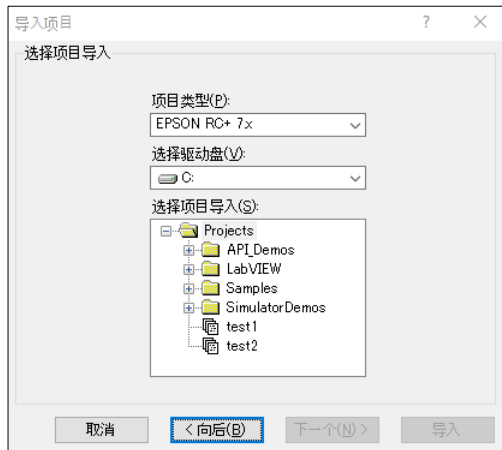 导入项目
选择项目导入
项目类型(P):
EPSON RC+ 7.x
选择驱动盘(V):
C:
选择项目导入(S):
Projects
API_Demos
LabVIEW
Samples
SimulatorDemos
test1
test2
取消 < 向后(B) 下一个(N) > 导入